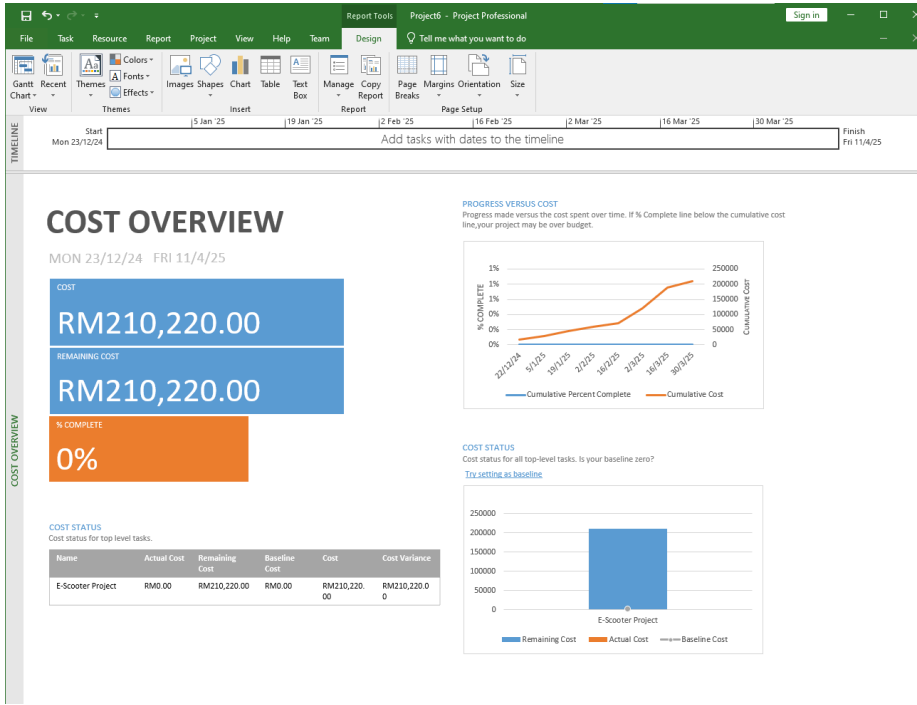 Report Tools Project6 - Project Professional Sign in
File Task Resource Report Project View Help Team Design Tell me what you want to do
Gantt Chart Recent Themes Colors Fonts Effects Images Shapes Chart Table Text Box Manage Copy Report Page Breaks Margins Orientation Size
View Themes Insert Report Page Setup
TIMELINE
5 Jan '25 19 Jan '25 2 Feb '25 16 Feb '25 2 Mar '25 16 Mar '25 30 Mar '25
Start
Mon 23/12/24
Add tasks with dates to the timeline
Finish
Fri 11/4/25
COST OVERVIEW
COST OVERVIEW
MON 23/12/24 FRI 11/4/25
COST
RM210,220.00
REMAINING COST
RM210,220.00
% COMPLETE
0%
COST STATUS
Cost status for top level tasks.
Name Actual Cost Remaining Cost Baseline Cost Cost Cost Variance
E-Scooter Project RM0.00 RM210,220.00 RM0.00 RM210,220.00 RM210,220.00
PROGRESS VERSUS COST
Progress made versus the cost spent over time. If % Complete line below the cumulative cost
line,your project may be over budget.
% COMPLETE
1%
1%
1%
0%
0%
0%
250000
200000
150000
100000
50000
0
CUMULATIVE COST
22/12/24 5/1/25 19/1/25 2/2/25 16/2/25 2/3/25 16/3/25 30/3/25
Cumulative Percent Complete Cumulative Cost
COST STATUS
Cost status for all top-level tasks. Is your baseline zero?
Try setting as baseline
250000
200000
150000
100000
50000
0
E-Scooter Project
Remaining Cost Actual Cost Baseline Cost